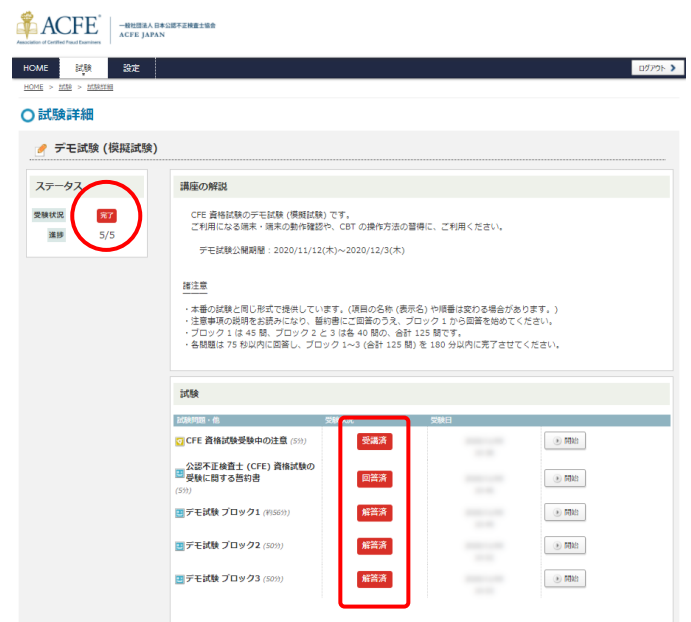 ACFE
Association of Certified Fraud Examiners
一般社団法人 日本公認不正検査士協会
ACFE JAPAN
HOME 試験 設定 ログアウト
HOME > 試験 > 試験詳細
試験詳細
デモ試験 (模擬試験)
ステータス
受験状況 完了
進捗 5/5
講座の解説
CFE 資格試験のデモ試験 (模擬試験) です。
ご利用になる端末・端末の動作確認や、CBT の操作方法の習得に、ご利用ください。
デモ試験公開期間：2020/11/12(木)～2020/12/3(木)
諸注意
・本番の試験と同じ形式で提供しています。(項目の名称 (表示名) や順番は変わる場合があります。)
・注意事項の説明をお読みになり、誓約書にご回答のうえ、ブロック 1 から回答を始めてください。
・ブロック 1 は 45 問、ブロック 2 と 3 は各 40 問の、合計 125 問です。
・各問題は 75 秒以内に回答し、ブロック 1～3 (合計 125 問) を 180 分以内に完了させてください。
試験
試験問題・他 受験状況 受験日
CFE 資格試験受験中の注意 (5分) 受講済 開始
公認不正検査士 (CFE) 資格試験の
受験に関する誓約書 回答済 開始
(5分)
デモ試験 ブロック1 (約56分) 解答済 開始
デモ試験 ブロック2 (50分) 解答済 開始
デモ試験 ブロック3 (50分) 解答済 開始